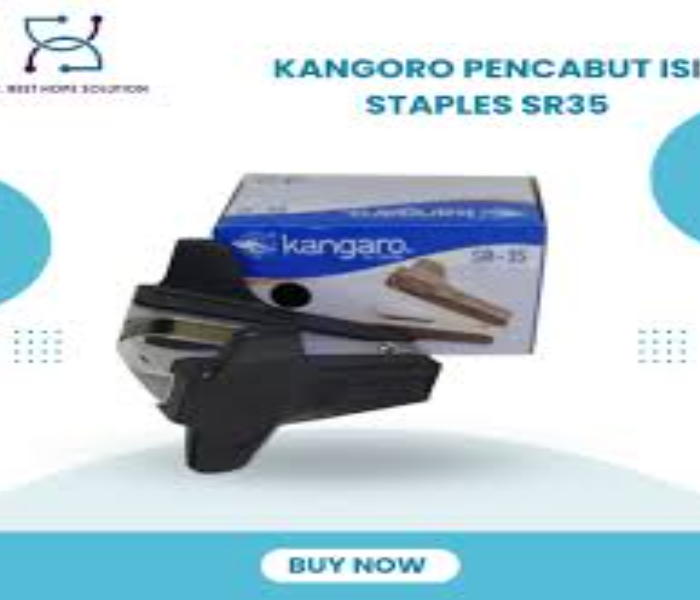 BEST HOPE SOLUTION
KANGORO PENCABUT ISI
STAPLES SR35
kangaro
SR-35
BUY NOW